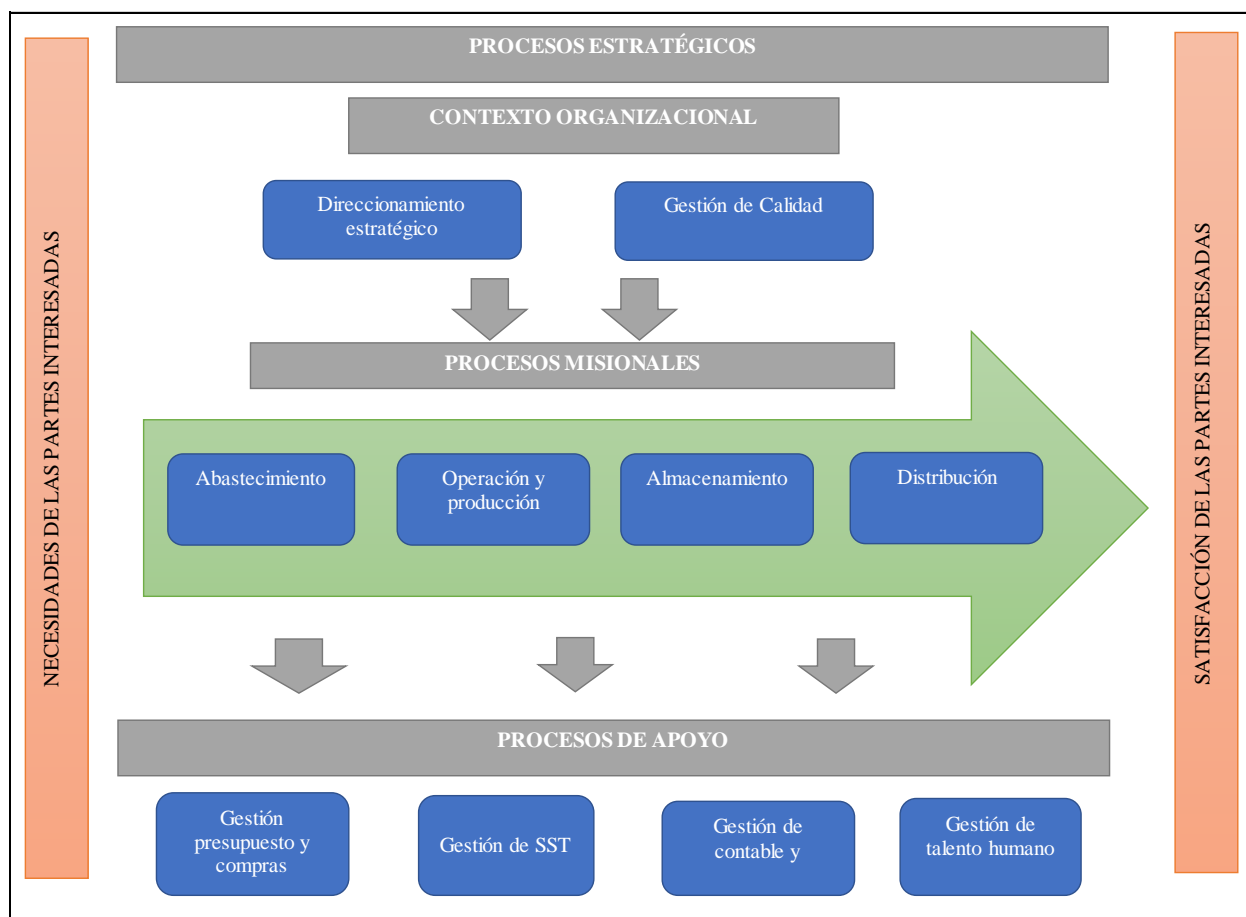 PROCESOS ESTRATÉGICOS
CONTEXTO ORGANIZACIONAL
Direccionamiento
estratégico
Gestión de Calidad
NECESIDADES DE LAS PARTES INTERESADAS
PROCESOS MISIONALES
Abastecimiento
Operación y
producción
Almacenamiento
Distribución
SATISFACCIÓN DE LAS PARTES INTERESADAS
PROCESOS DE APOYO
Gestión
presupuesto y
compras
Gestión de SST
Gestión de
contable y
Gestión de
talento humano